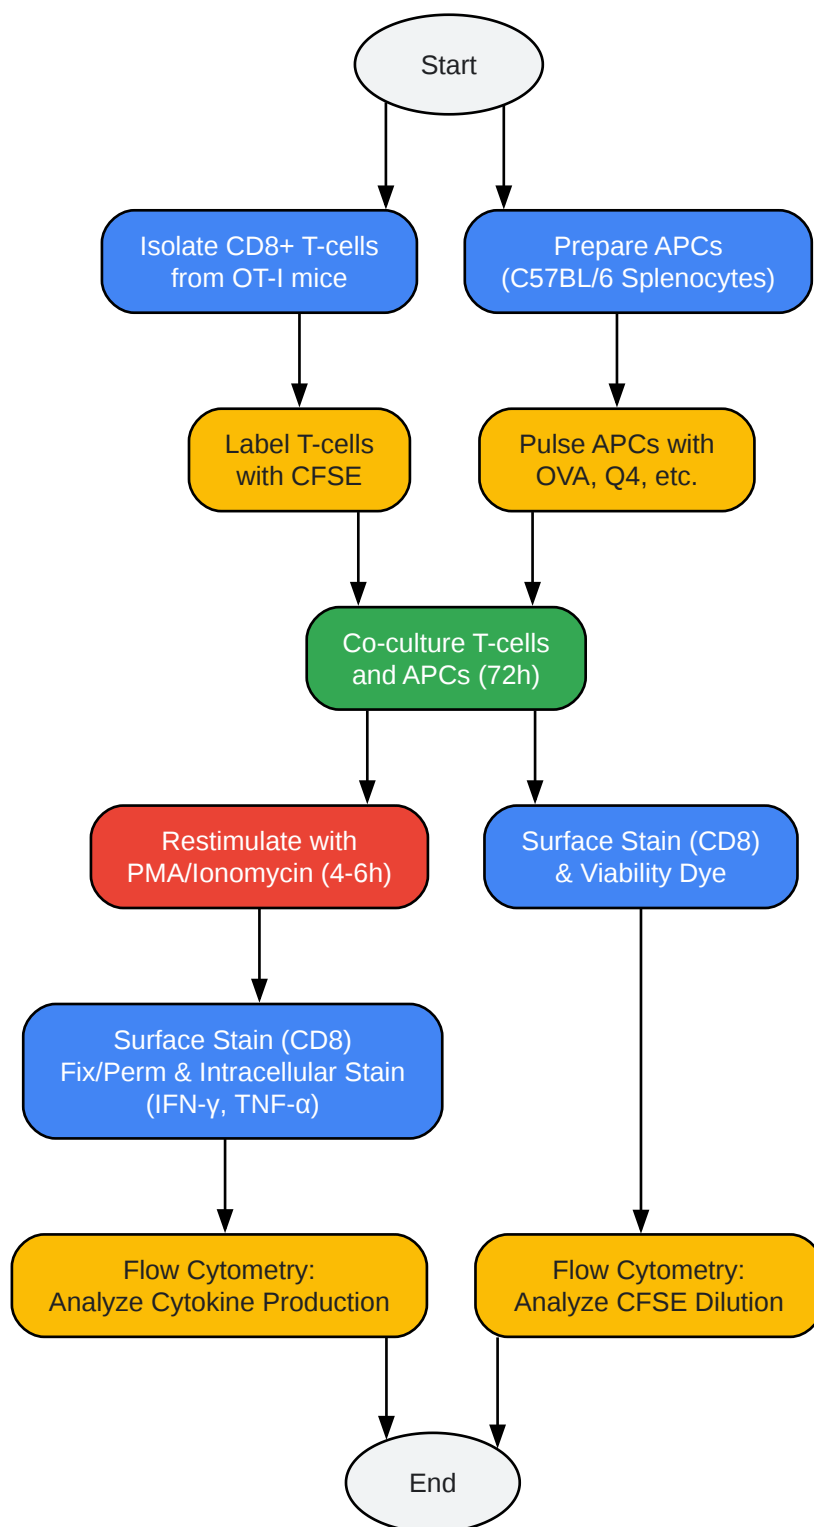 Start
Isolate CD8+ T-cells
from OT-I mice
Prepare APCs
(C57BL/6 Splenocytes)
Label T-cells
with CFSE
Pulse APCs with
OVA, Q4, etc.
Co-culture T-cells
and APCs (72h)
Restimulate with
PMA/Ionomycin (4-6h)
Surface Stain (CD8)
& Viability Dye
Surface Stain (CD8)
Fix/Perm & Intracellular Stain
(IFN-γ, TNF-α)
Flow Cytometry:
Analyze Cytokine Production
Flow Cytometry:
Analyze CFSE Dilution
End